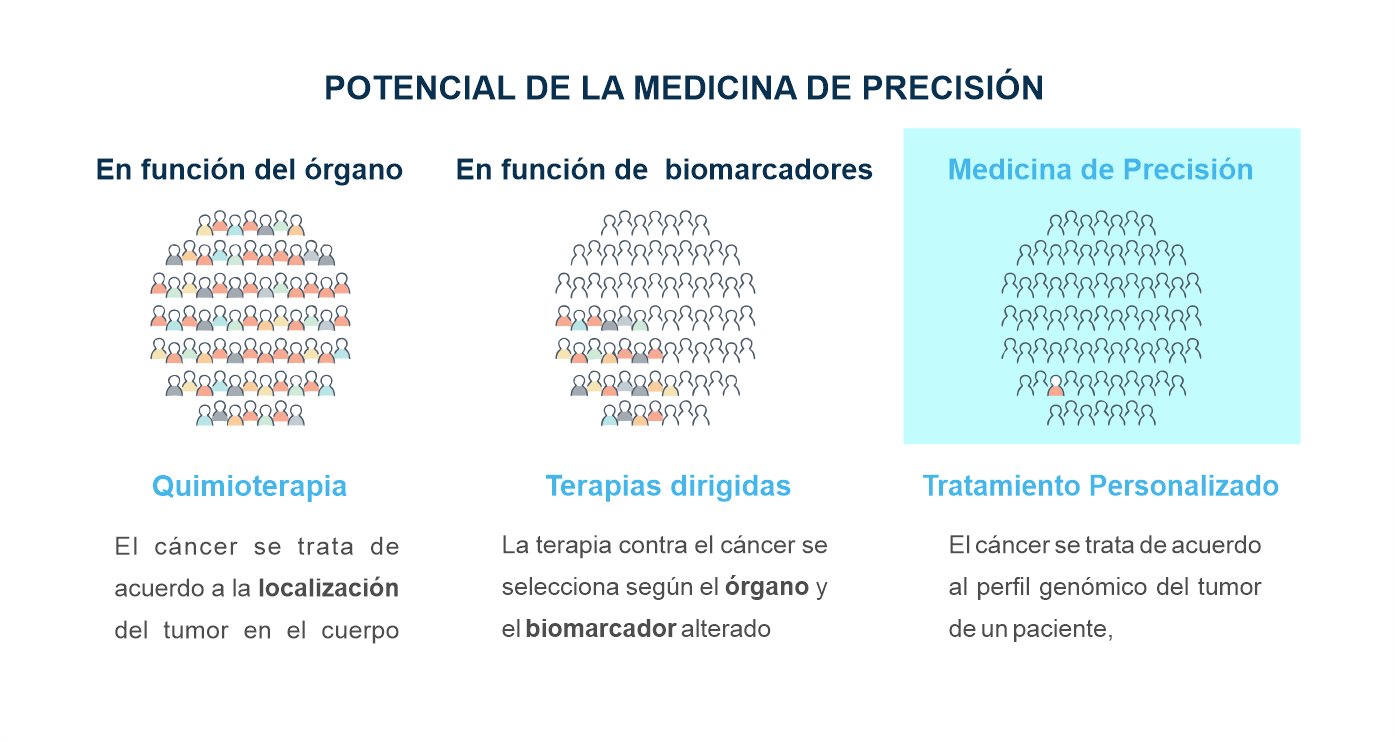 POTENCIAL DE LA MEDICINA DE PRECISIÓN
En función del órgano
En función de biomarcadores
Medicina de Precisión
Quimioterapia
El cáncer se trata de
acuerdo a la localización
del tumor en el cuerpo
Terapias dirigidas
La terapia contra el cáncer se
selecciona según el órgano y
el biomarcador alterado
Tratamiento Personalizado
El cáncer se trata de acuerdo
al perfil genómico del tumor
de un paciente,